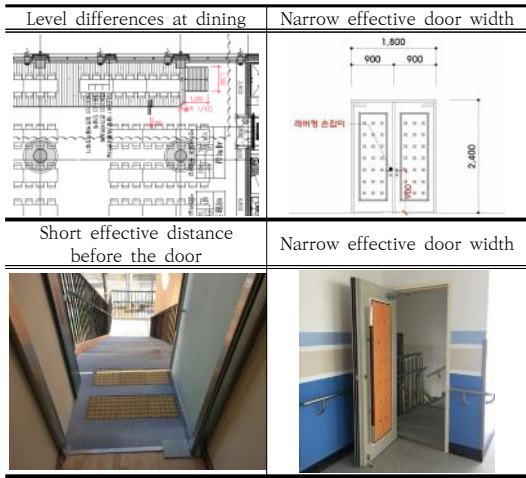 Level differences at dining
Narrow effective door width
1,800
900
900
레버형 손잡이
2,400
900
Short effective distance
before the door
Narrow effective door width